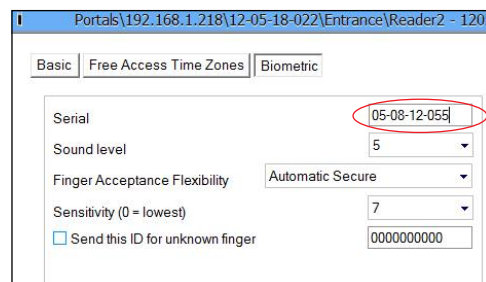 Portals\192.168.1.218\12-05-18-022\Entrance\Reader2 - 120
Basic Free Access Time Zones Biometric
Serial 05-08-12-055
Sound level 5
Finger Acceptance Flexibility Automatic Secure
Sensitivity (0 = lowest) 7
Send this ID for unknown finger 0000000000